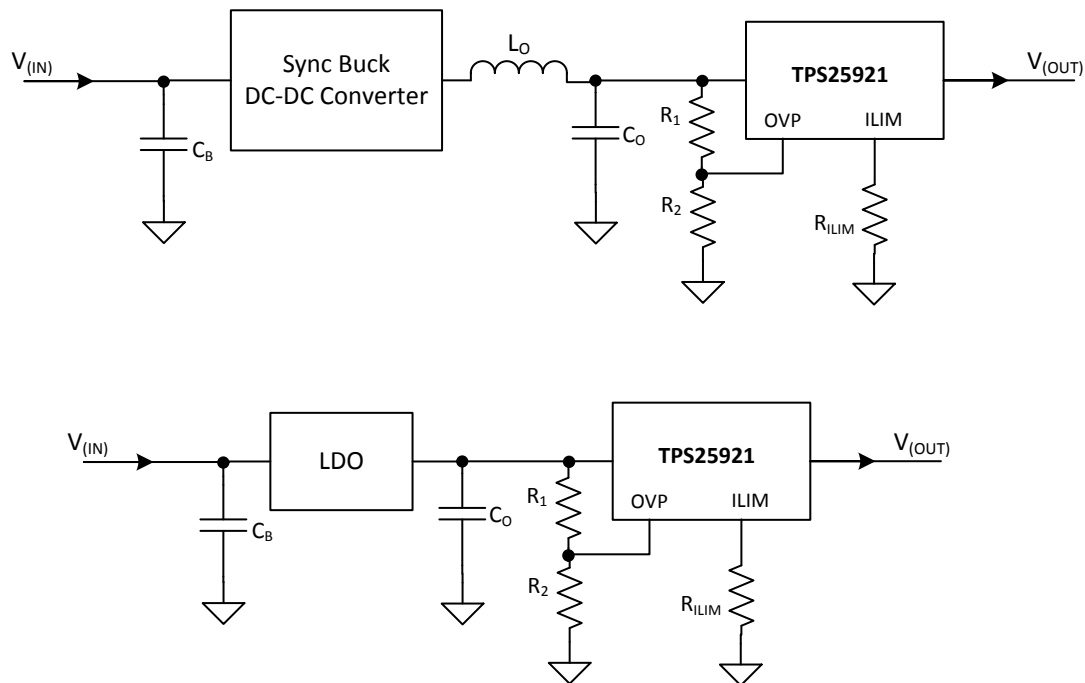 V(IN)
Sync Buck
DC-DC Converter
LO
TPS25921
V(OUT)
CB
CO
R1
OVP
ILIM
R2
RILIM
V(IN)
LDO
TPS25921
V(OUT)
CB
CO
R1
OVP
ILIM
R2
RILIM